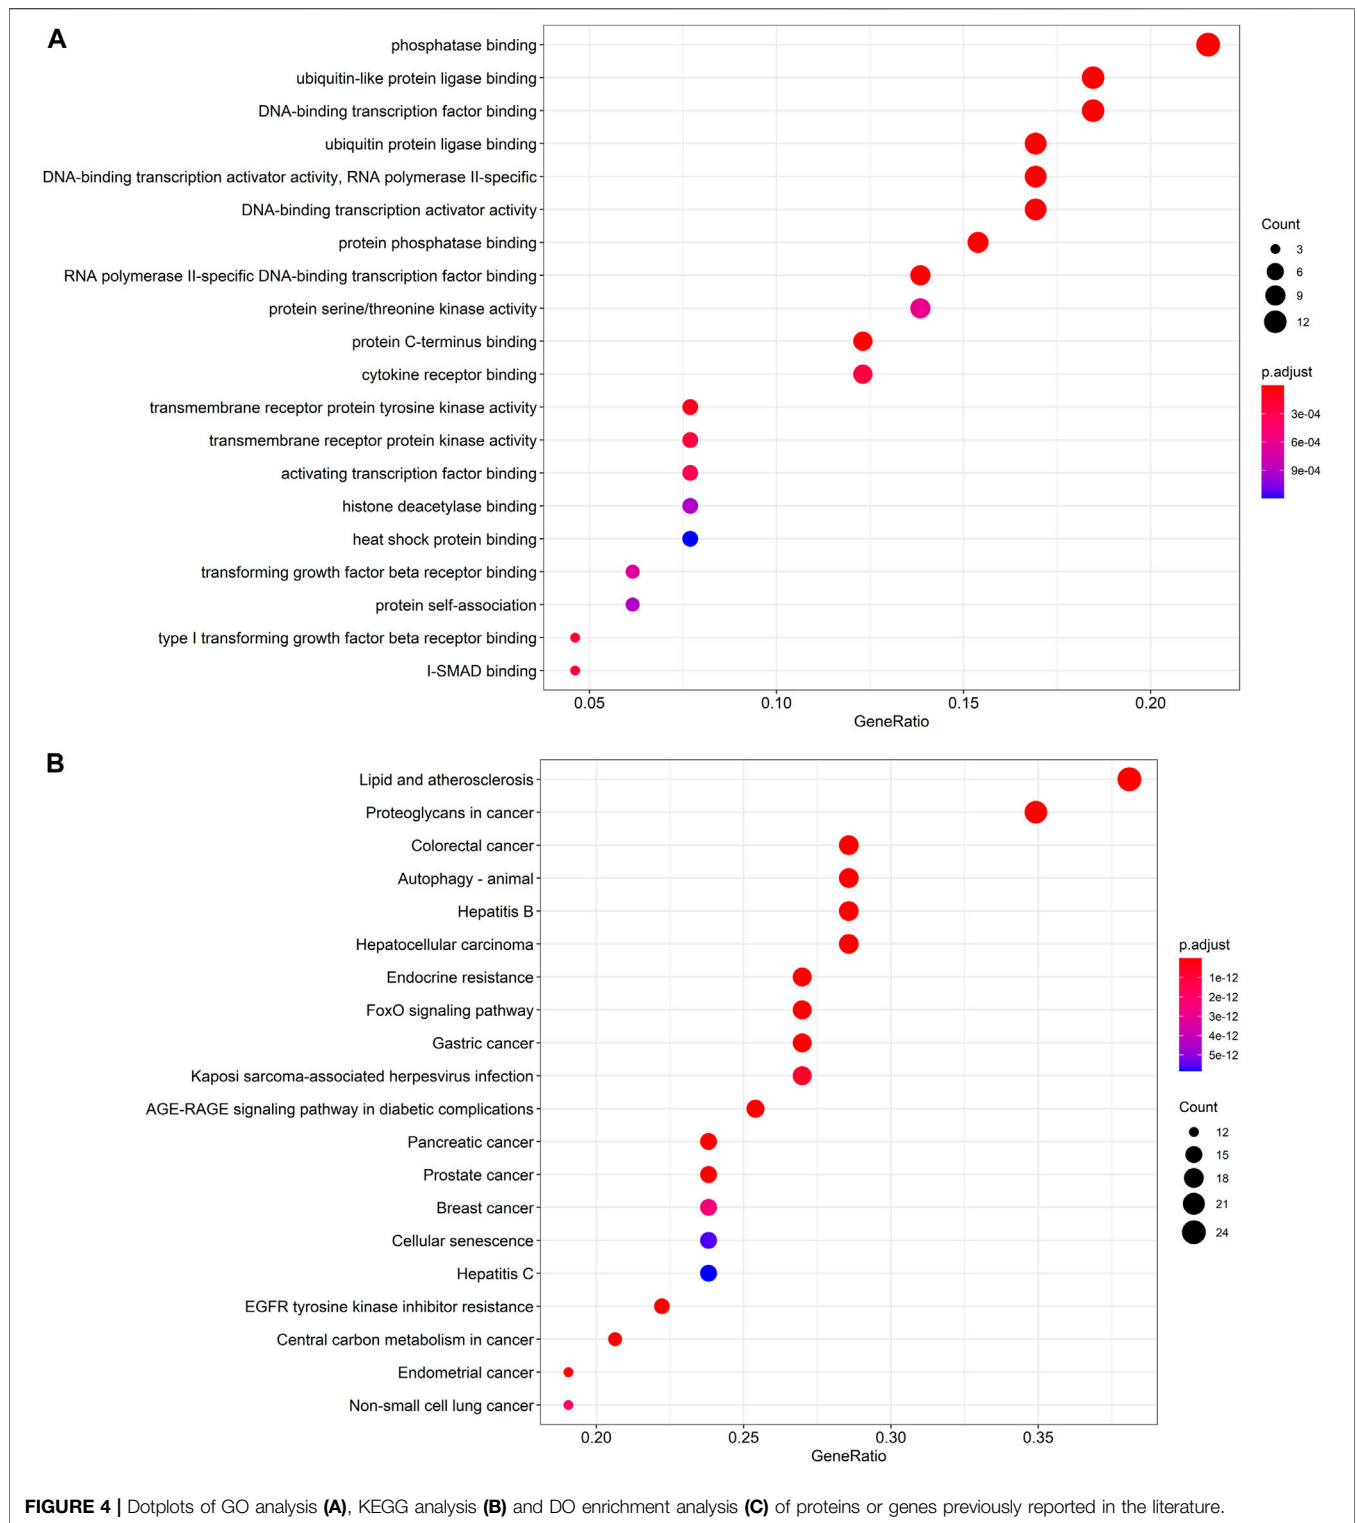 A
phosphatase binding
ubiquitin-like protein ligase binding
DNA-binding transcription factor binding
ubiquitin protein ligase binding
DNA-binding transcription activator activity, RNA polymerase II-specific
DNA-binding transcription activator activity
protein phosphatase binding
RNA polymerase II-specific DNA-binding transcription factor binding
protein serine/threonine kinase activity
protein C-terminus binding
cytokine receptor binding
transmembrane receptor protein tyrosine kinase activity
transmembrane receptor protein kinase activity
activating transcription factor binding
histone deacetylase binding
heat shock protein binding
transforming growth factor beta receptor binding
protein self-association
type I transforming growth factor beta receptor binding
I-SMAD binding
0.05 0.10 0.15 0.20
GeneRatio
Count
3
6
9
12
p.adjust
3e-04
6e-04
9e-04
B
Lipid and atherosclerosis
Proteoglycans in cancer
Colorectal cancer
Autophagy - animal
Hepatitis B
Hepatocellular carcinoma
Endocrine resistance
FoxO signaling pathway
Gastric cancer
Kaposi sarcoma-associated herpesvirus infection
AGE-RAGE signaling pathway in diabetic complications
Pancreatic cancer
Prostate cancer
Breast cancer
Cellular senescence
Hepatitis C
EGFR tyrosine kinase inhibitor resistance
Central carbon metabolism in cancer
Endometrial cancer
Non-small cell lung cancer
0.20 0.25 0.30 0.35
GeneRatio
p.adjust
1e-12
2e-12
3e-12
4e-12
5e-12
Count
12
15
18
21
24
FIGURE 4 | Dotplots of GO analysis (A), KEGG analysis (B) and DO enrichment analysis (C) of proteins or genes previously reported in the literature.